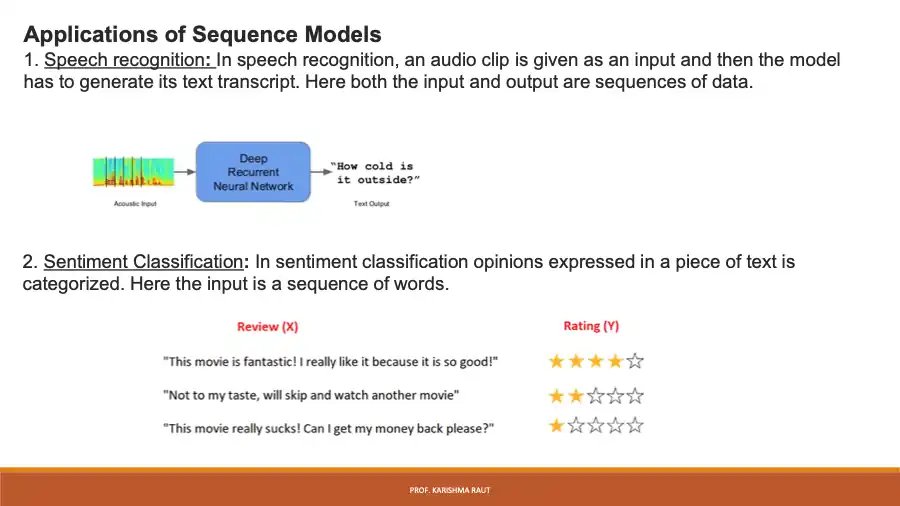 Applications of Sequence Models
1. Speech recognition: In speech recognition, an audio clip is given as an input and then the model
has to generate its text transcript. Here both the input and output are sequences of data.
Deep
Recurrent
Neural Network
"How cold is
it outside?"
Acoustic Input
Text Output
2. Sentiment Classification: In sentiment classification opinions expressed in a piece of text is
categorized. Here the input is a sequence of words.
Review (X)
Rating (Y)
"This movie is fantastic! I really like it because it is so good!"
"Not to my taste, will skip and watch another movie"
"This movie really sucks! Can I get my money back please?"
PROF. KARISHMA RAUT